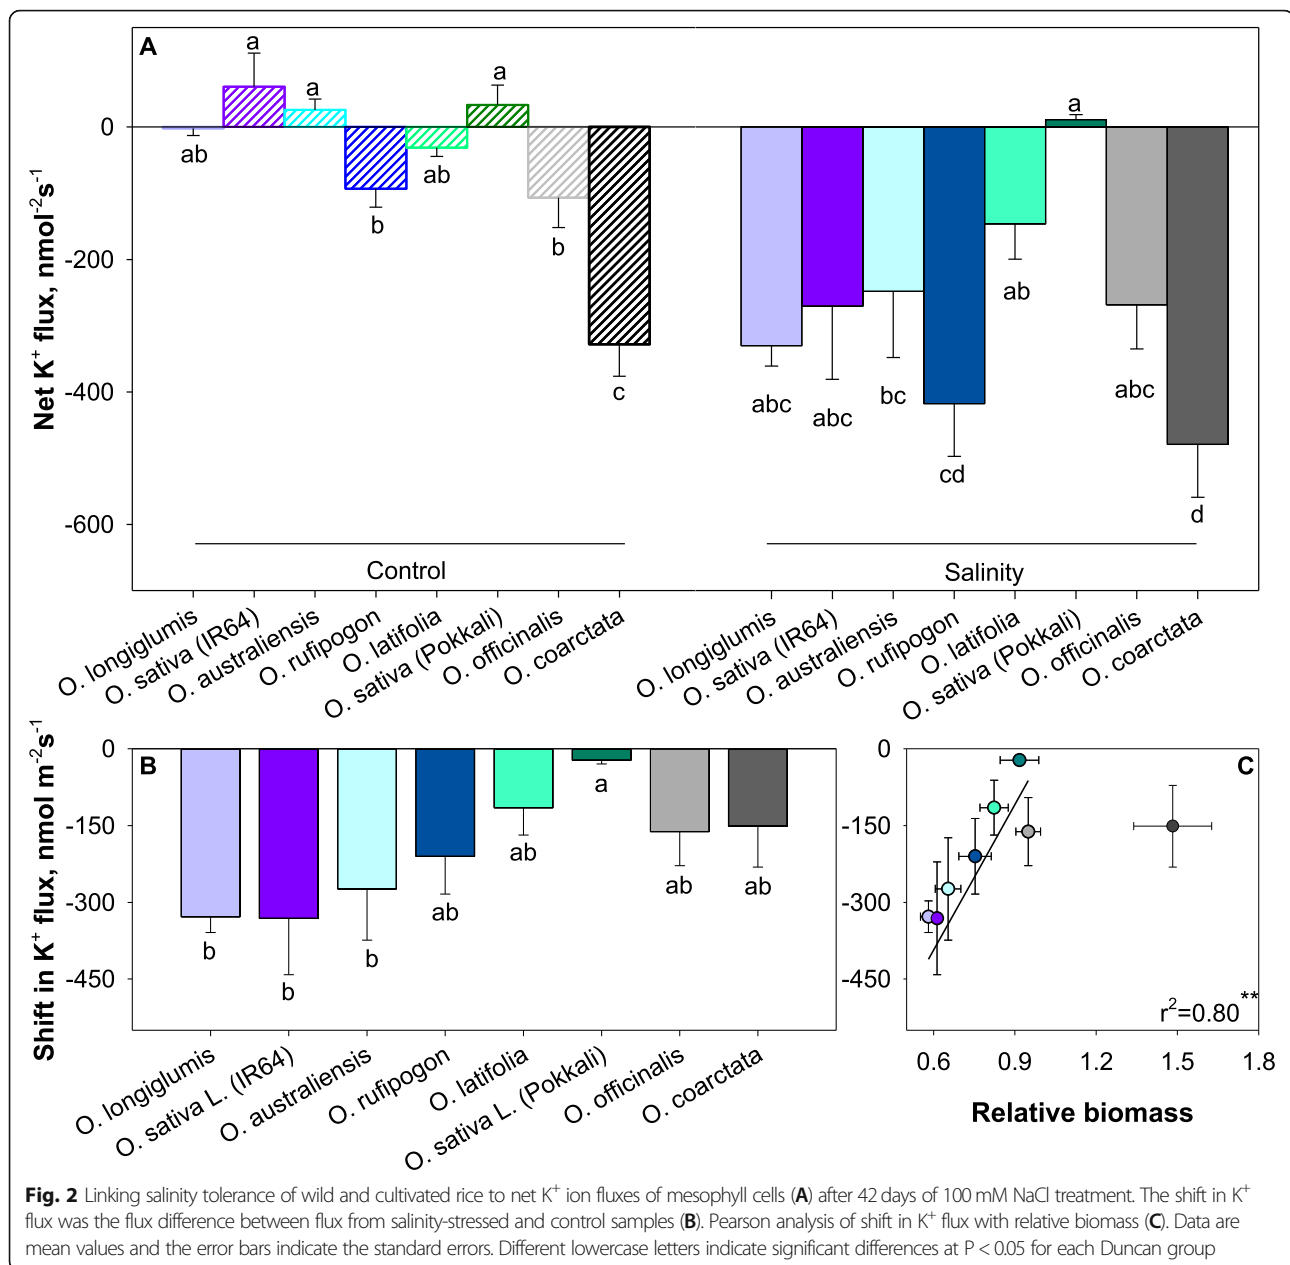 A
a
a
a
a
0
ab
ab
b
b
-200
ab
c
abc
abc
bc
abc
-400
cd
d
-600
Net K⁺ flux, nmol⁻²s⁻¹
Control
Salinity
O. longiglumis
O. sativa (IR64)
O. australiensis
O. rufipogon
O. latifolia
O. sativa (Pokkali)
O. officinalis
O. coarctata
O. longiglumis
O. sativa (IR64)
O. australiensis
O. rufipogon
O. latifolia
O. sativa (Pokkali)
O. officinalis
O. coarctata
B
0
-150
-300
-450
Shift in K⁺ flux, nmol m⁻²s⁻¹
b
b
b
ab
ab
a
ab
ab
O. longiglumis
O. sativa L. (IR64)
O. australiensis
O. rufipogon
O. latifolia
O. sativa L. (Pokkali)
O. officinalis
O. coarctata
C
0
-150
-300
-450
r²=0.80**
0.6 0.9 1.2 1.5 1.8
Relative biomass
Fig. 2 Linking salinity tolerance of wild and cultivated rice to net K⁺ ion fluxes of mesophyll cells (A) after 42 days of 100 mM NaCl treatment. The shift in K⁺
flux was the flux difference between flux from salinity-stressed and control samples (B). Pearson analysis of shift in K⁺ flux with relative biomass (C). Data are
mean values and the error bars indicate the standard errors. Different lowercase letters indicate significant differences at P < 0.05 for each Duncan group